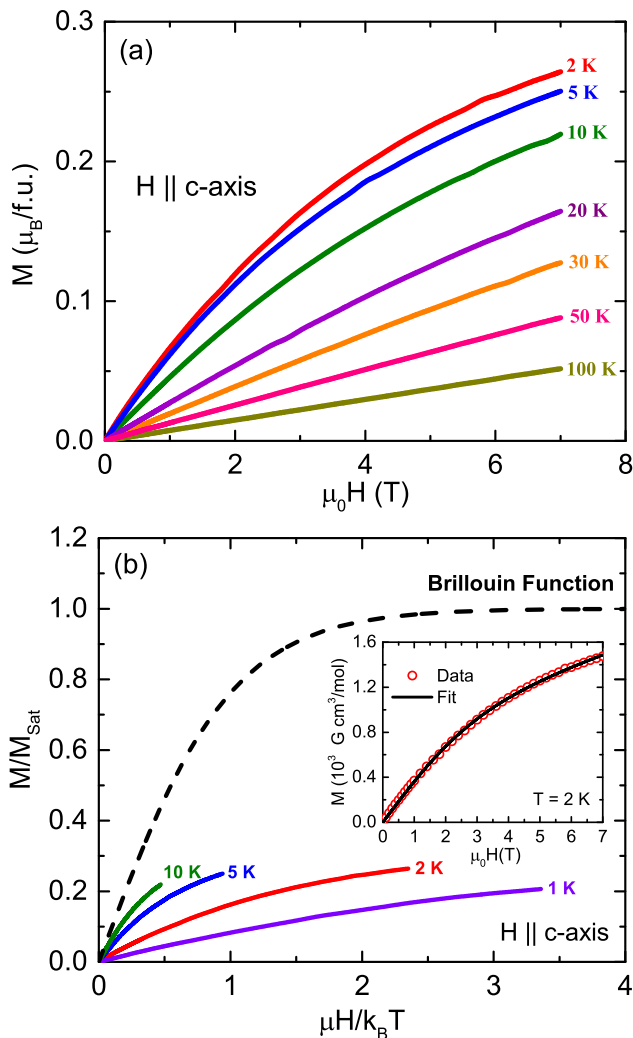 (a)
0.3
0.2
0.1
0.0
M (μ_B/f.u.)
H || c-axis
2 K
5 K
10 K
20 K
30 K
50 K
100 K
0 2 4 6 8
μ₀H (T)
(b)
1.2
1.0
0.8
0.6
0.4
0.2
0.0
M/M_Sat
Brillouin Function
1.6
1.2
0.8
0.4
0.0
M (10³ G cm³/mol)
Data
Fit
T = 2 K
0 1 2 3 4 5 6 7
μ₀H(T)
10 K
5 K
2 K
1 K
H || c-axis
0 1 2 3 4
μH/k_BT